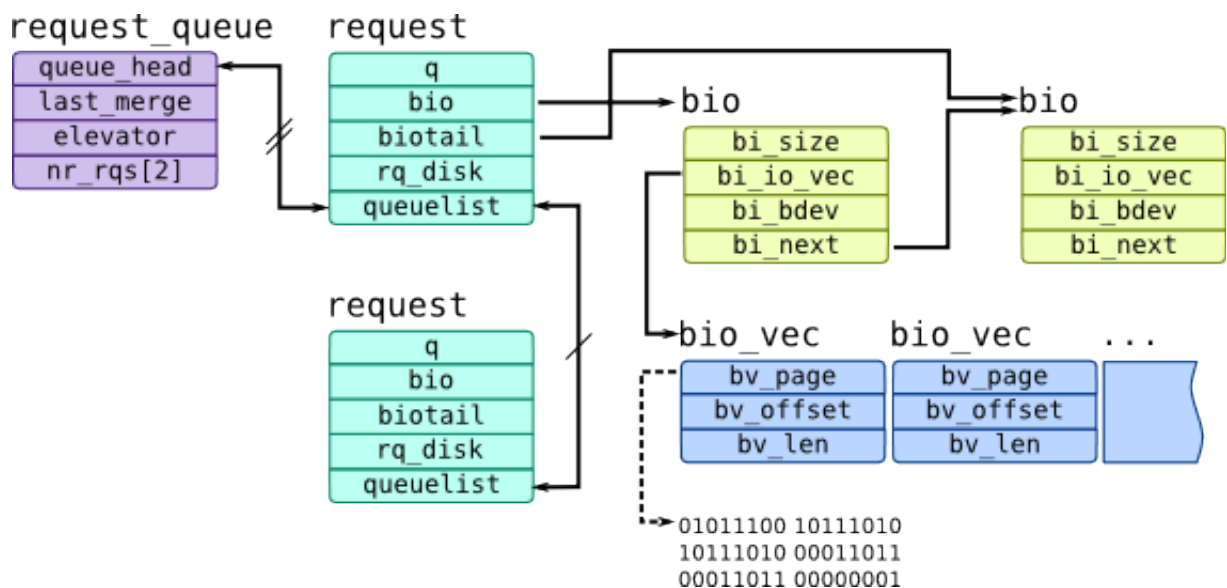 request_queue
queue_head
last_merge
elevator
nr_rqs[2]
request
q
bio
biotail
rq_disk
queuelist
request
q
bio
biotail
rq_disk
queuelist
bio
bi_size
bi_io_vec
bi_bdev
bi_next
bio
bi_size
bi_io_vec
bi_bdev
bi_next
bio_vec
bv_page
bv_offset
bv_len
bio_vec
bv_page
bv_offset
bv_len
...
01011100 10111010
10111010 00011011
00011011 00000001